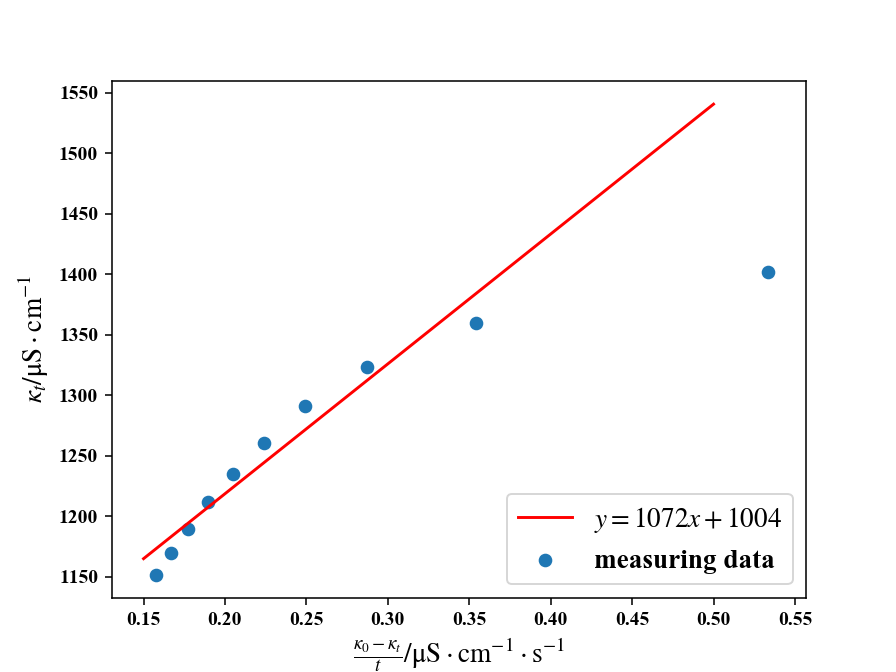 1550
1500
1450
1400
1350
1300
1250
1200
1150
κₜ/μS · cm⁻¹
y = 1072x + 1004
measuring data
0.15 0.20 0.25 0.30 0.35 0.40 0.45 0.50 0.55
(κ₀ − κₜ)/t /μS · cm⁻¹ · s⁻¹